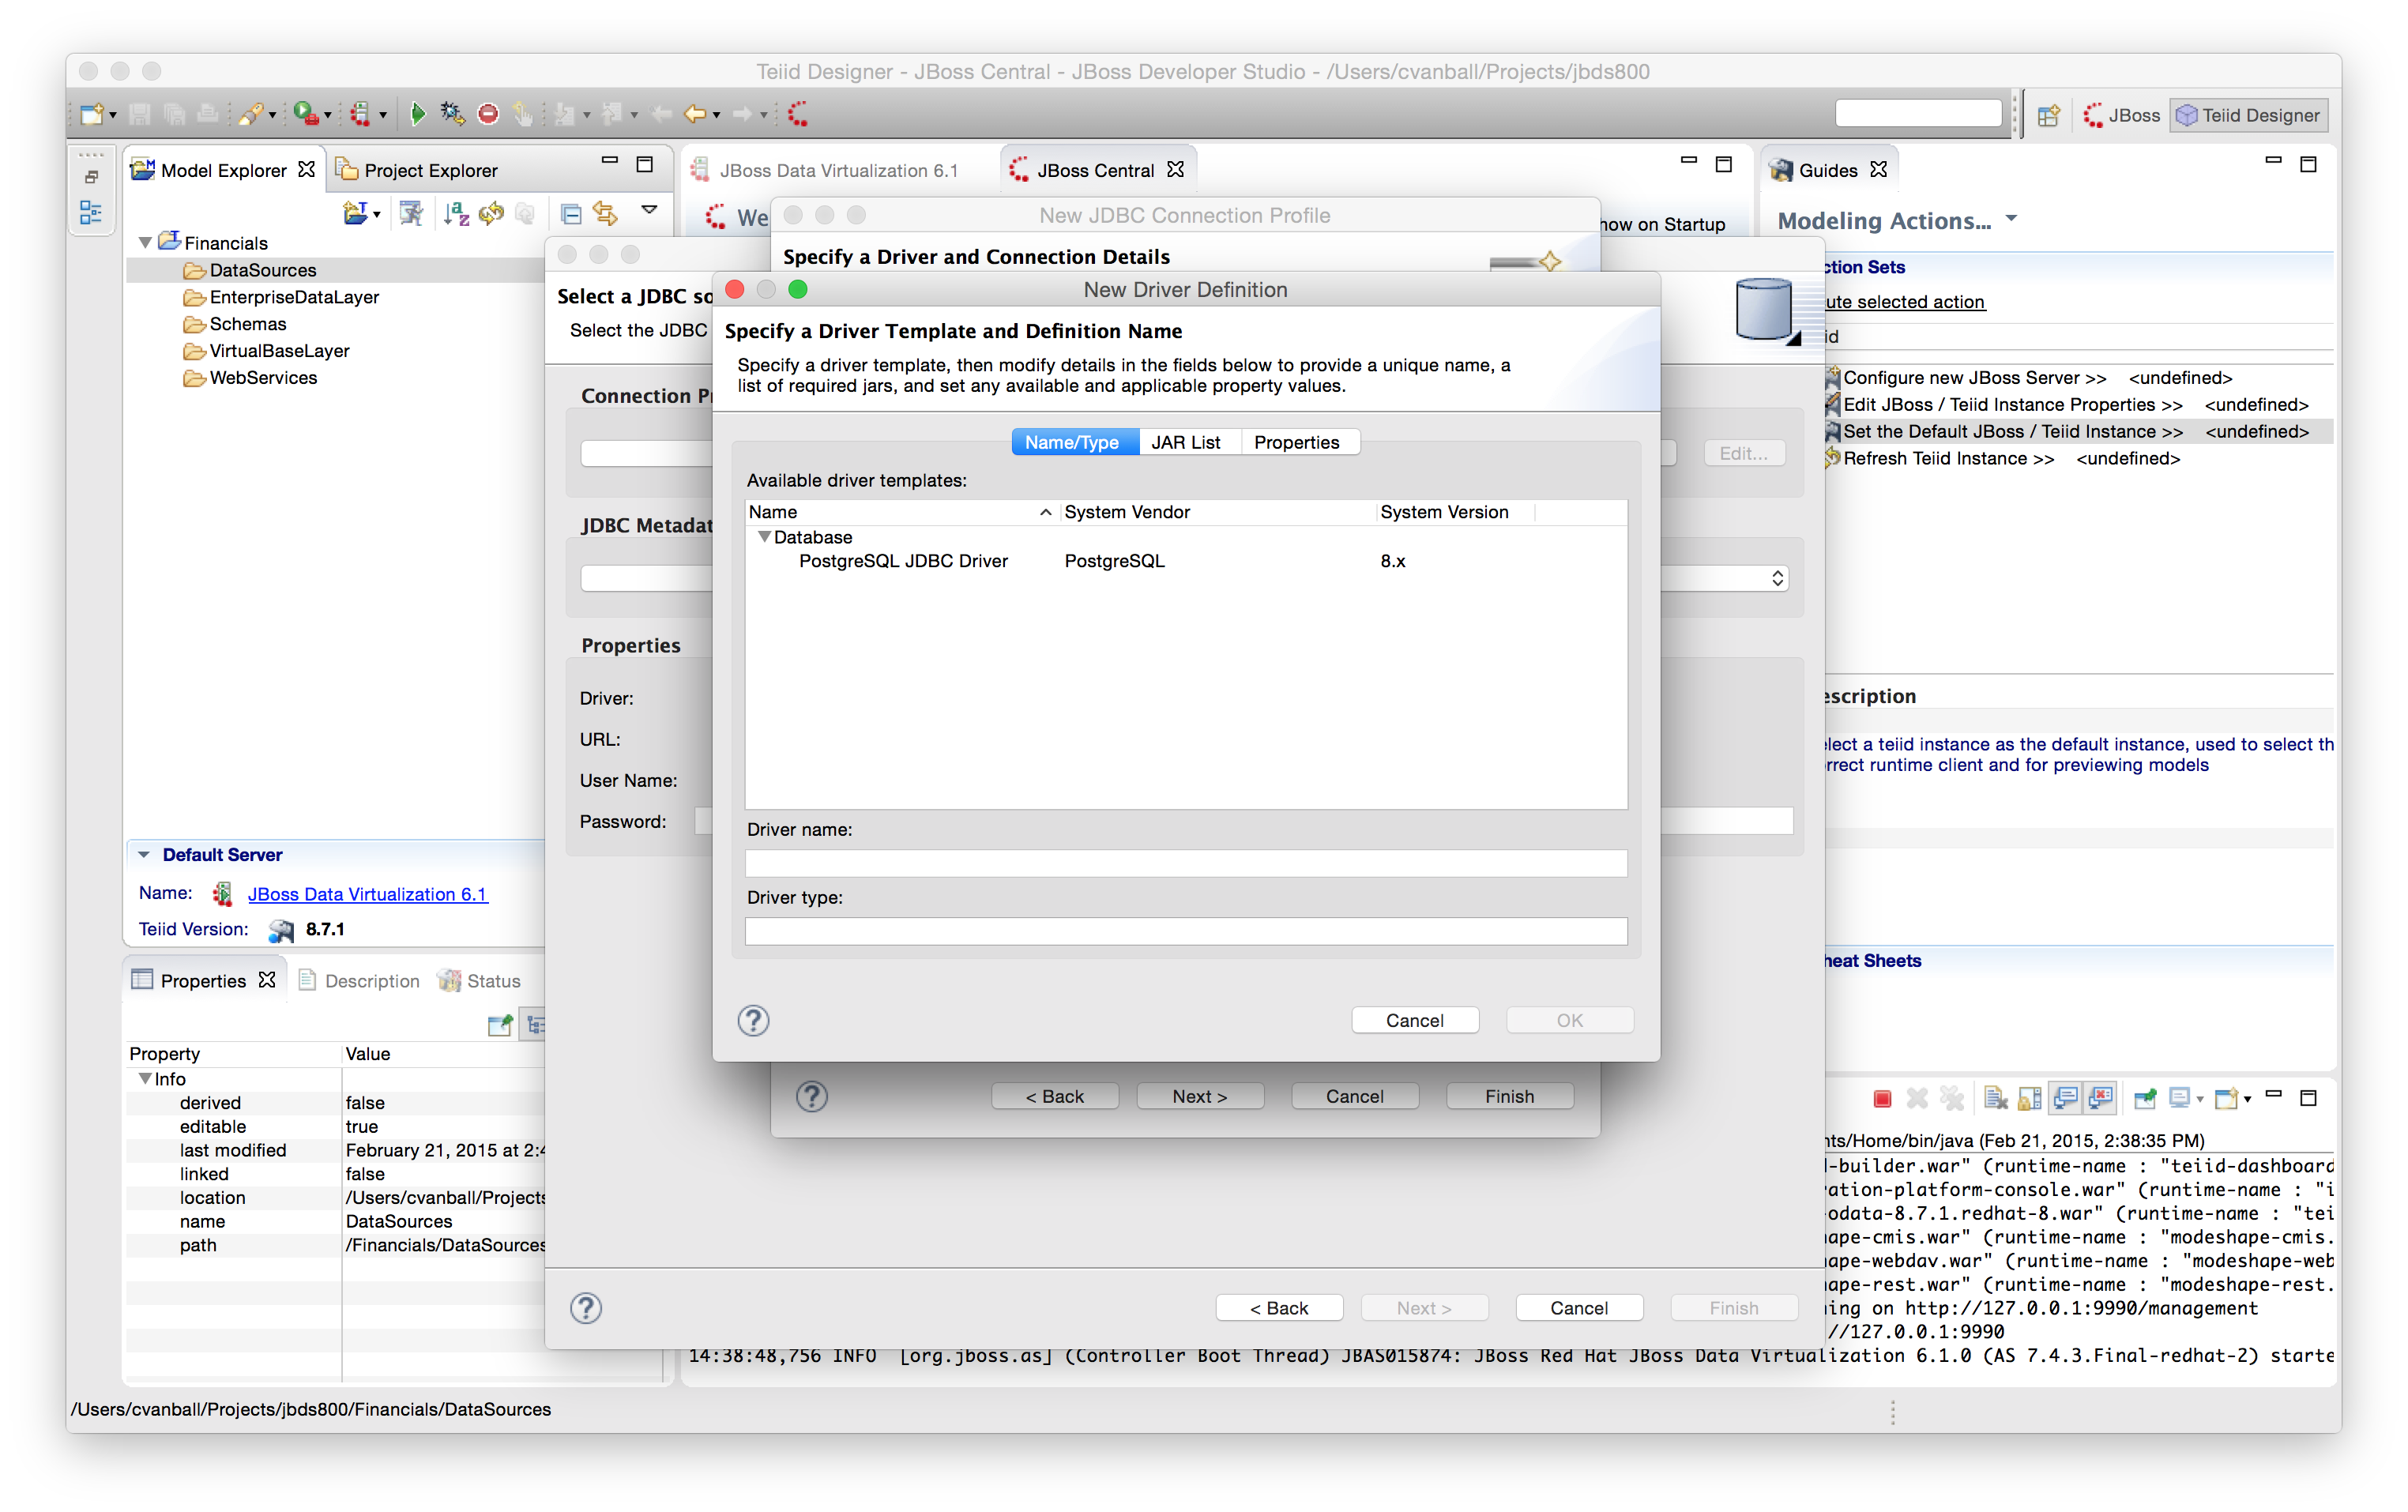 Teiid Designer - JBoss Central - JBoss Developer Studio - /Users/cvanball/Projects/jbds800
JBoss
Teiid Designer
Model Explorer
Project Explorer
JBoss Data Virtualization 6.1
JBoss Central
Guides
We
how on Startup
Modeling Actions...
Financials
DataSources
EnterpriseDataLayer
Schemas
VirtualBaseLayer
WebServices
New JDBC Connection Profile
Specify a Driver and Connection Details
Select a JDBC so
Select the JDBC
Connection P
Edit...
JDBC Metadat
Properties
Driver:
URL:
User Name:
Password:
New Driver Definition
Specify a Driver Template and Definition Name
Specify a driver template, then modify details in the fields below to provide a unique name, a
list of required jars, and set any available and applicable property values.
Name/Type
JAR List
Properties
Available driver templates:
Name
System Vendor
System Version
Database
PostgreSQL JDBC Driver
PostgreSQL
8.x
Driver name:
Driver type:
Cancel
OK
< Back
Next >
Cancel
Finish
< Back
Next >
Cancel
Finish
ction Sets
ute selected action
id
Configure new JBoss Server >> <undefined>
Edit JBoss / Teiid Instance Properties >> <undefined>
Set the Default JBoss / Teiid Instance >> <undefined>
Refresh Teiid Instance >> <undefined>
escription
elect a teiid instance as the default instance, used to select th
rrect runtime client and for previewing models
heat Sheets
Default Server
Name:
JBoss Data Virtualization 6.1
Teiid Version:
8.7.1
Properties
Description
Status
Property
Value
Info
derived
false
editable
true
last modified
February 21, 2015 at 2:4
linked
false
location
/Users/cvanball/Projects
name
DataSources
path
/Financials/DataSources
nts/Home/bin/java (Feb 21, 2015, 2:38:35 PM)
-builder.war" (runtime-name : "teiid-dashboard
ation-platform-console.war" (runtime-name : "i
odata-8.7.1.redhat-8.war" (runtime-name : "tei
ape-cmis.war" (runtime-name : "modeshape-cmis.
ape-webdav.war" (runtime-name : "modeshape-web
ape-rest.war" (runtime-name : "modeshape-rest.
ing on http://127.0.0.1:9990/management
//127.0.0.1:9990
14:38:48,756 INFO [org.jboss.as] (Controller Boot Thread) JBAS015874: JBoss Red Hat JBoss Data Virtualization 6.1.0 (AS 7.4.3.Final-redhat-2) starte
/Users/cvanball/Projects/jbds800/Financials/DataSources